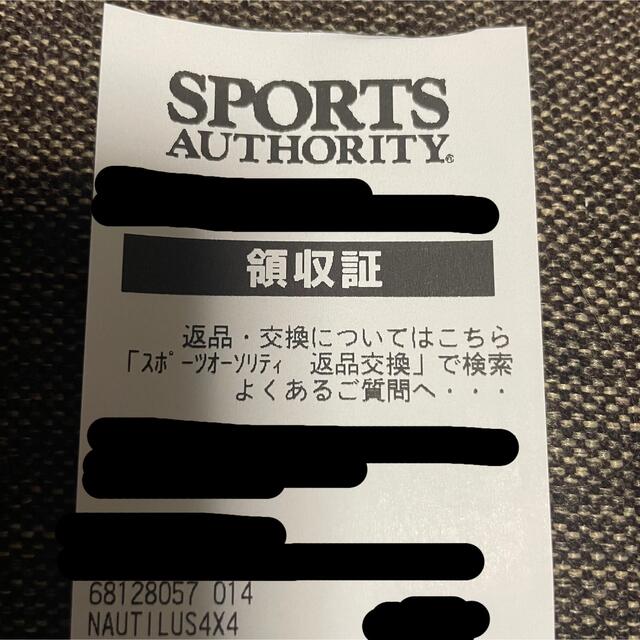 SPORTS
AUTHORITY®
領収証
返品・交換についてはこちら
「ｽﾎﾟｰﾂオーソリティ 返品交換」で検索
よくあるご質問へ・・・
68128057 014
NAUTILUS4X4